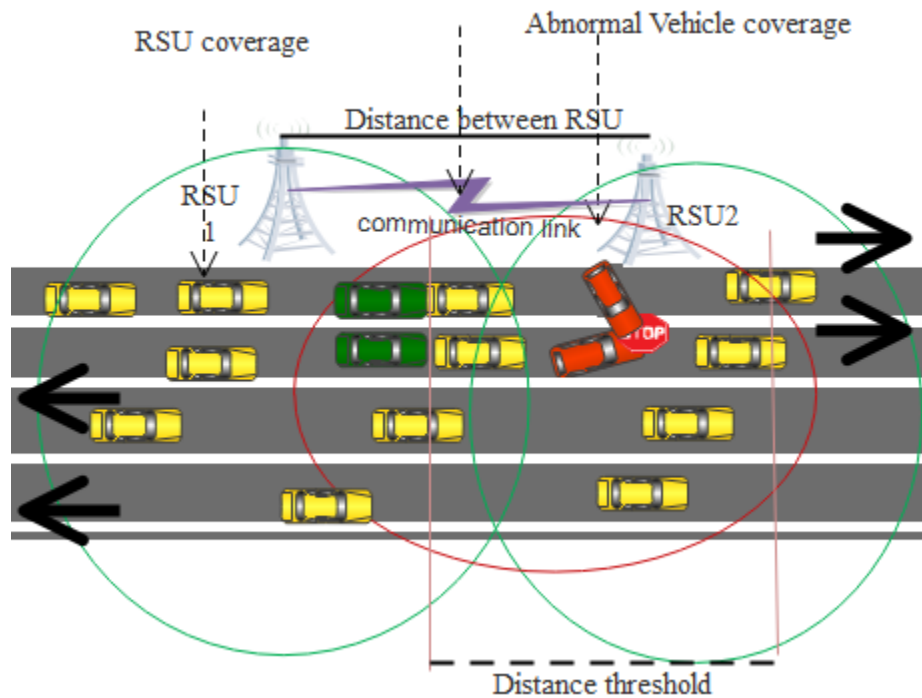 RSU coverage
Abnormal Vehicle coverage
Distance between RSU
RSU
1
RSU2
communication link
STOP
Distance threshold